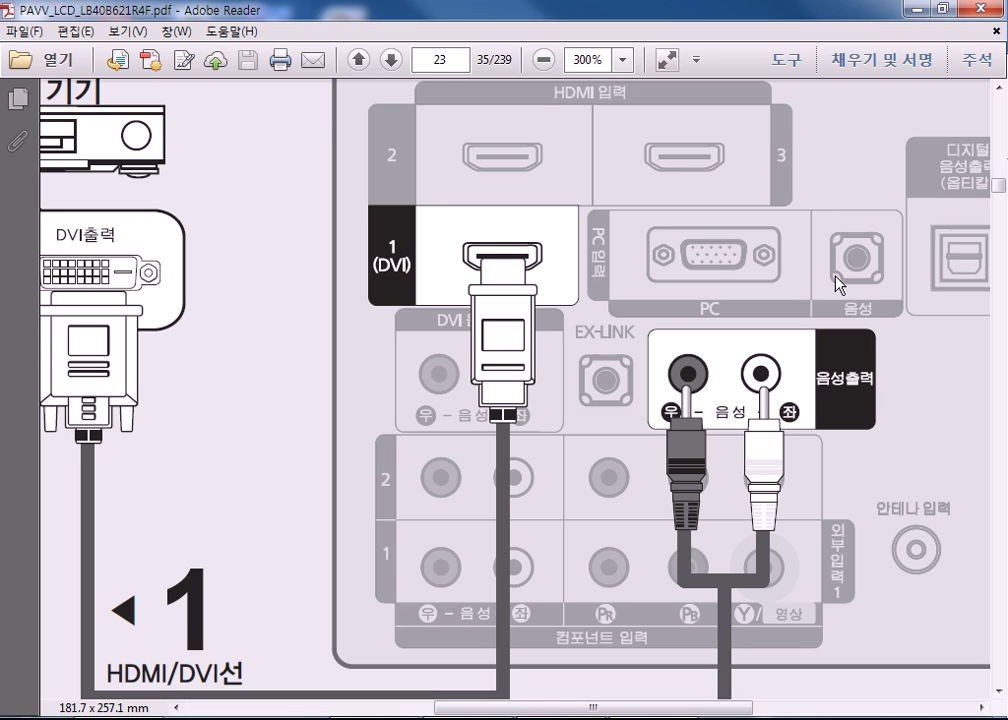 PAVV_LCD_LB40B621R4F.pdf - Adobe Reader
파일(F) 편집(E) 보기(V) 창(W) 도움말(H)
열기 23 35/239 300% 도구 채우기 및 서명 주석
기기
HDMI 입력
2
3
디지털
음성출력
(옵티칼
DVI출력
1
(DVI)
PC 입력
PC
음성
DVI
EX-LINK
우 - 음성
좌
우 - 음성 - 좌
음성출력
2
1
안테나 입력
외부입력1
우 - 음성 좌 PR PB Y/ 영상
컴포넌트 입력
1
HDMI/DVI선
181.7 x 257.1 mm